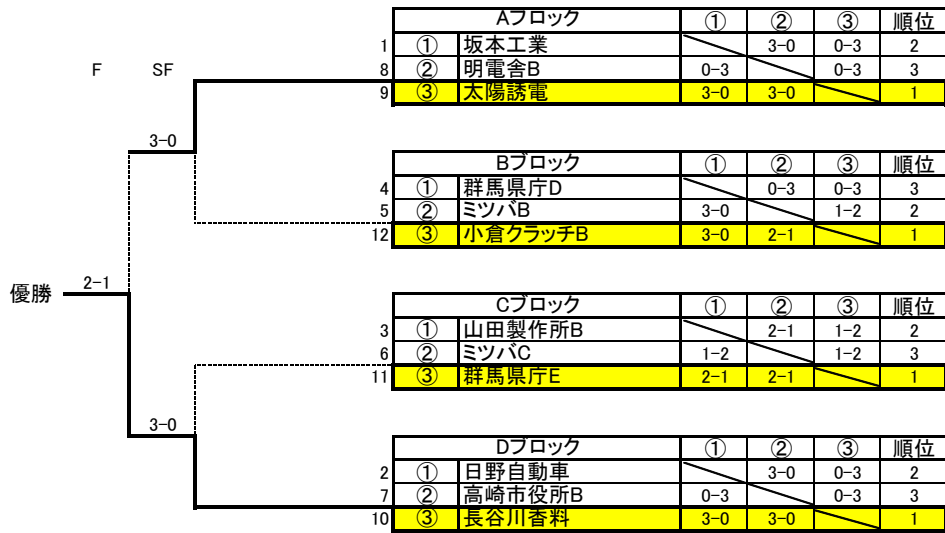 Aブロック ① ② ③ 順位
1 ① 坂本工業 3-0 0-3 2
F SF
8 ② 明電舎B 0-3 0-3 3
9 ③ 太陽誘電 3-0 3-0 1
3-0
Bブロック ① ② ③ 順位
4 ① 群馬県庁D 0-3 0-3 3
5 ② ミツバB 3-0 1-2 2
12 ③ 小倉クラッチB 3-0 2-1 1
優勝 2-1
Cブロック ① ② ③ 順位
3 ① 山田製作所B 2-1 1-2 2
6 ② ミツバC 1-2 1-2 3
11 ③ 群馬県庁E 2-1 2-1 1
3-0
Dブロック ① ② ③ 順位
2 ① 日野自動車 3-0 0-3 2
7 ② 高崎市役所B 0-3 0-3 3
10 ③ 長谷川香料 3-0 3-0 1